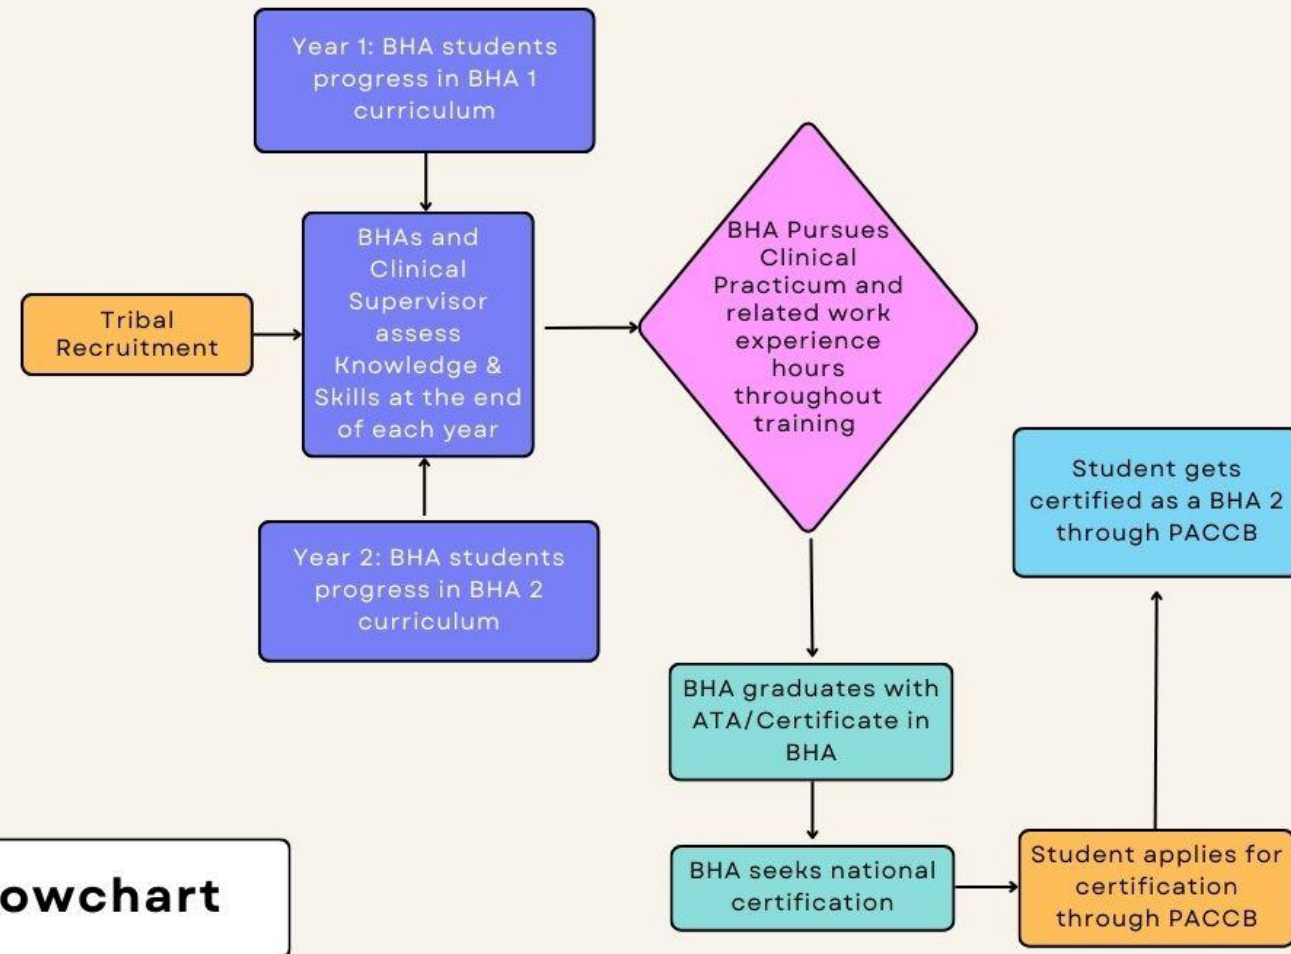 Year 1: BHA students
progress in BHA 1
curriculum
BHAs and
Clinical
Supervisor
assess
Knowledge &
Skills at the end
of each year
Tribal
Recruitment
Year 2: BHA students
progress in BHA 2
curriculum
BHA Pursues
Clinical
Practicum and
related work
experience
hours
throughout
training
BHA graduates with
ATA/Certificate in
BHA
BHA seeks national
certification
Student applies for
certification
through PACCB
Student gets
certified as a BHA 2
through PACCB
owchart